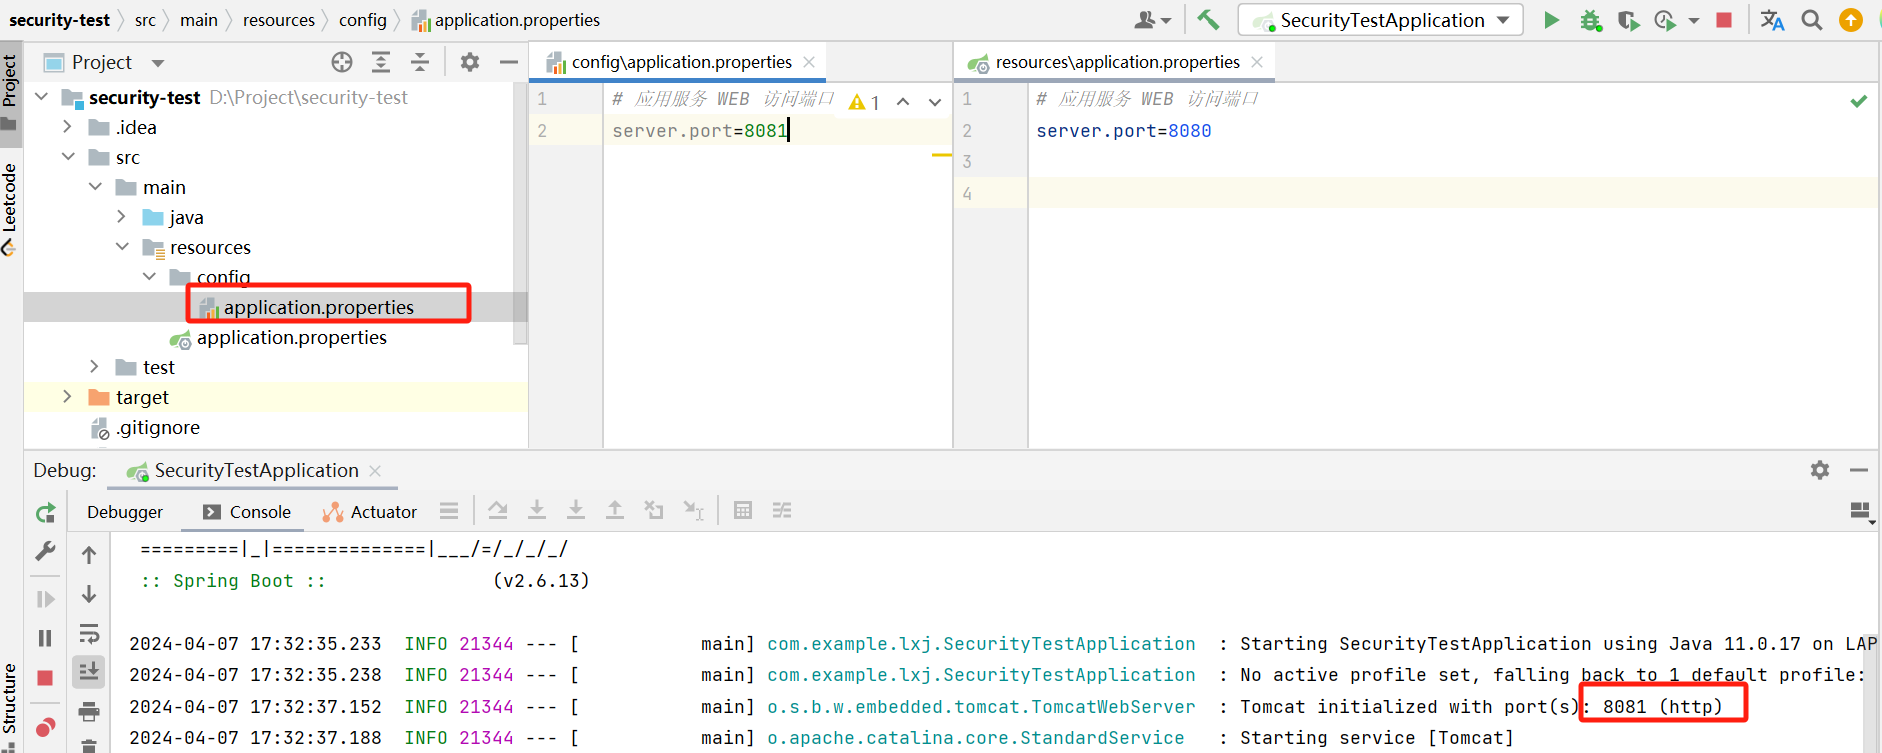 security-test
src
main
resources
config
application.properties
SecurityTestApplication
Project
Leetcode
Structure
Project
security-test D:\Project\security-test
.idea
src
main
java
resources
config
application.properties
application.properties
test
target
.gitignore
config\application.properties
1 # 应用服务 WEB 访问端口
1
2 server.port=8081
resources\application.properties
1 # 应用服务 WEB 访问端口
2 server.port=8080
3
4
Debug: SecurityTestApplication
Debugger Console Actuator
=========|_|==============|___/=/_/_/_/
:: Spring Boot :: (v2.6.13)
2024-04-07 17:32:35.233 INFO 21344 --- [ main] com.example.lxj.SecurityTestApplication : Starting SecurityTestApplication using Java 11.0.17 on LAP
2024-04-07 17:32:35.238 INFO 21344 --- [ main] com.example.lxj.SecurityTestApplication : No active profile set, falling back to 1 default profile:
2024-04-07 17:32:37.152 INFO 21344 --- [ main] o.s.b.w.embedded.tomcat.TomcatWebServer : Tomcat initialized with port(s): 8081 (http)
2024-04-07 17:32:37.188 INFO 21344 --- [ main] o.apache.catalina.core.StandardService : Starting service [Tomcat]